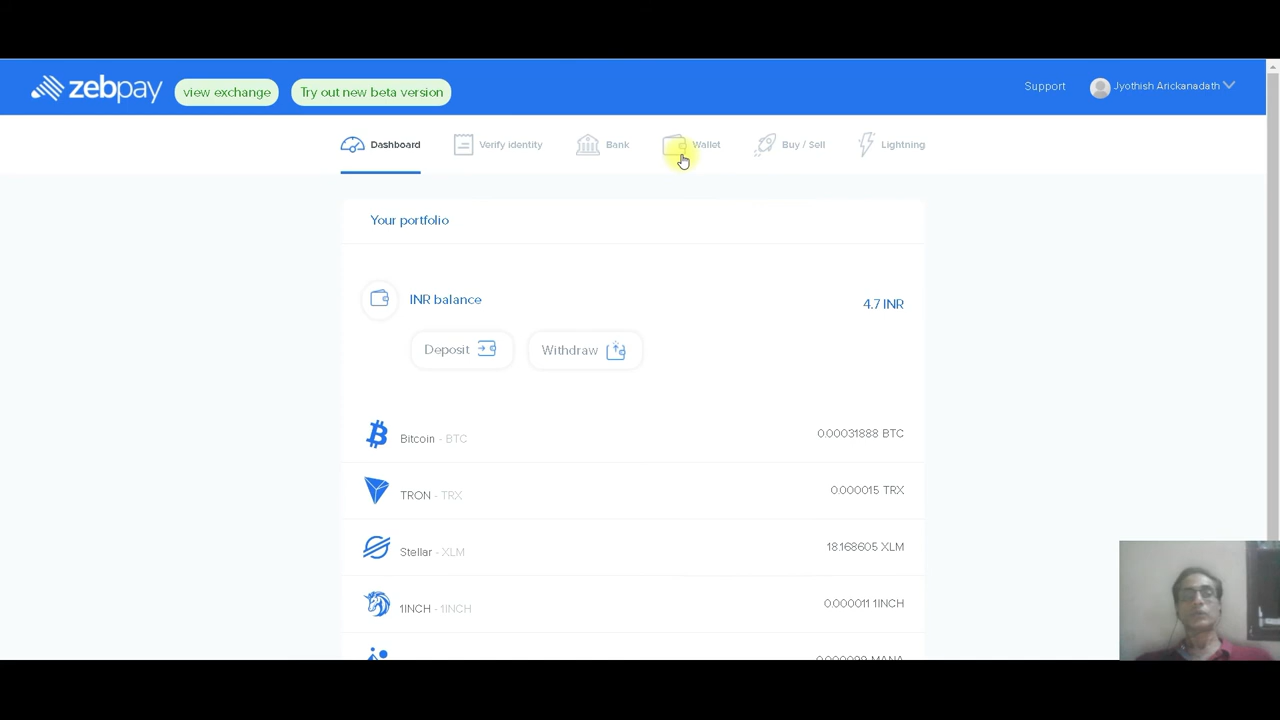 zebpay
view exchange
Try out new beta version
Support
Jyothish Arickanadath
Dashboard
Verify identity
Bank
Wallet
Buy / Sell
Lightning
Your portfolio
INR balance
4.7 INR
Deposit
Withdraw
Bitcoin - BTC
0.00031888 BTC
TRON - TRX
0.000015 TRX
Stellar - XLM
18.168605 XLM
1INCH - 1INCH
0.000011 1INCH